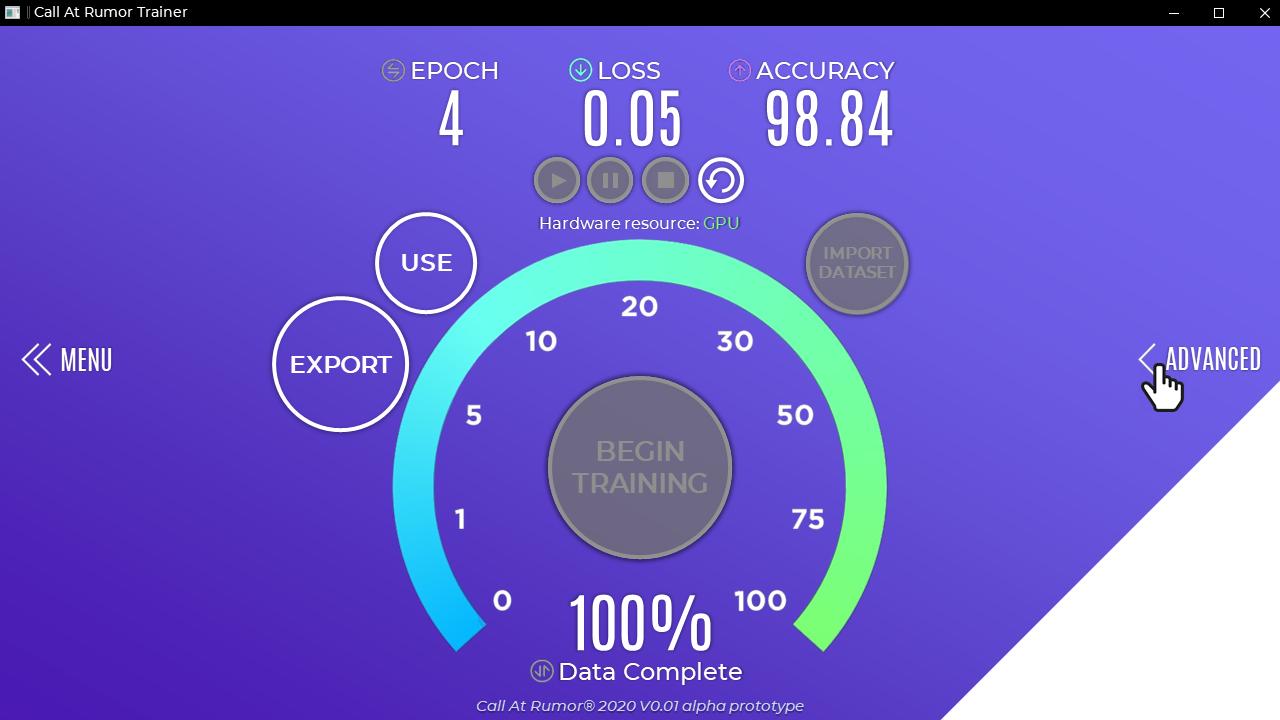 Call At Rumor Trainer
EPOCH
LOSS
ACCURACY
4
0.05
98.84
Hardware resource: GPU
USE
IMPORT
DATASET
EXPORT
MENU
ADVANCED
0
1
5
10
20
30
50
75
100
BEGIN
TRAINING
100%
Data Complete
Call At Rumor® 2020 V0.01 alpha prototype